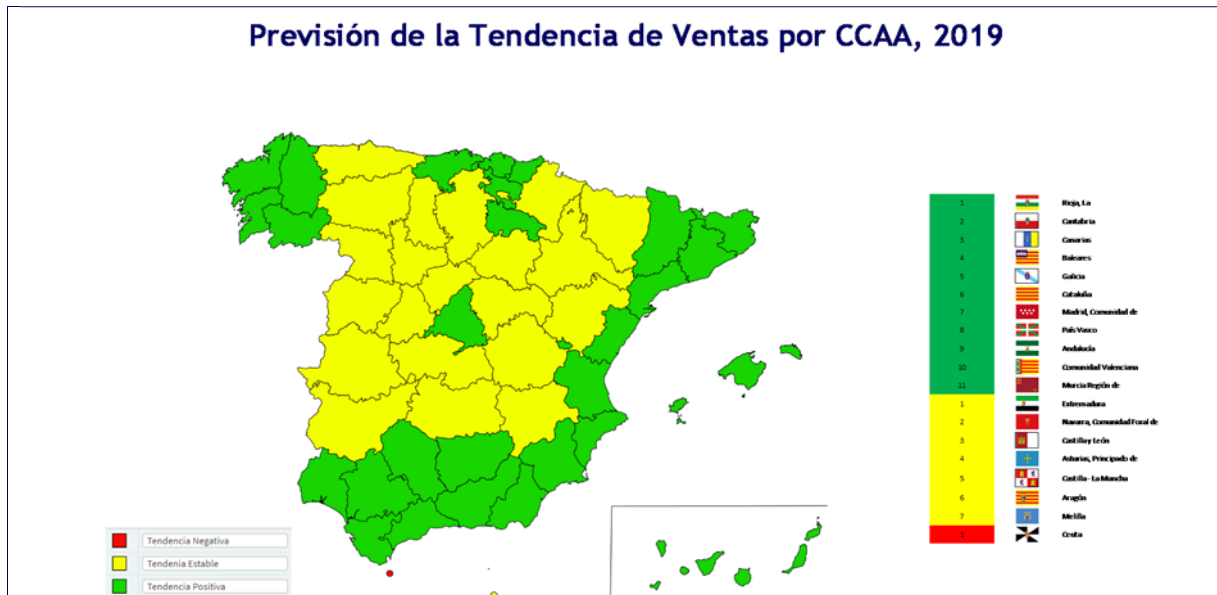 Previsión de la Tendencia de Ventas por CCAA, 2019
1 Rioja, La
2 Cantabria
3 Canarias
4 Baleares
5 Galicia
6 Cataluña
7 Madrid, Comunidad de
8 País Vasco
9 Andalucía
10 Comunidad Valenciana
11 Murcia Región de
1 Extremadura
2 Navarra, Comunidad Foral de
3 Castilla y León
4 Asturias, Principado de
5 Castilla - La Mancha
6 Aragón
7 Melilla
1 Ceuta
Tendencia Negativa
Tendenia Estable
Tendencia Positiva